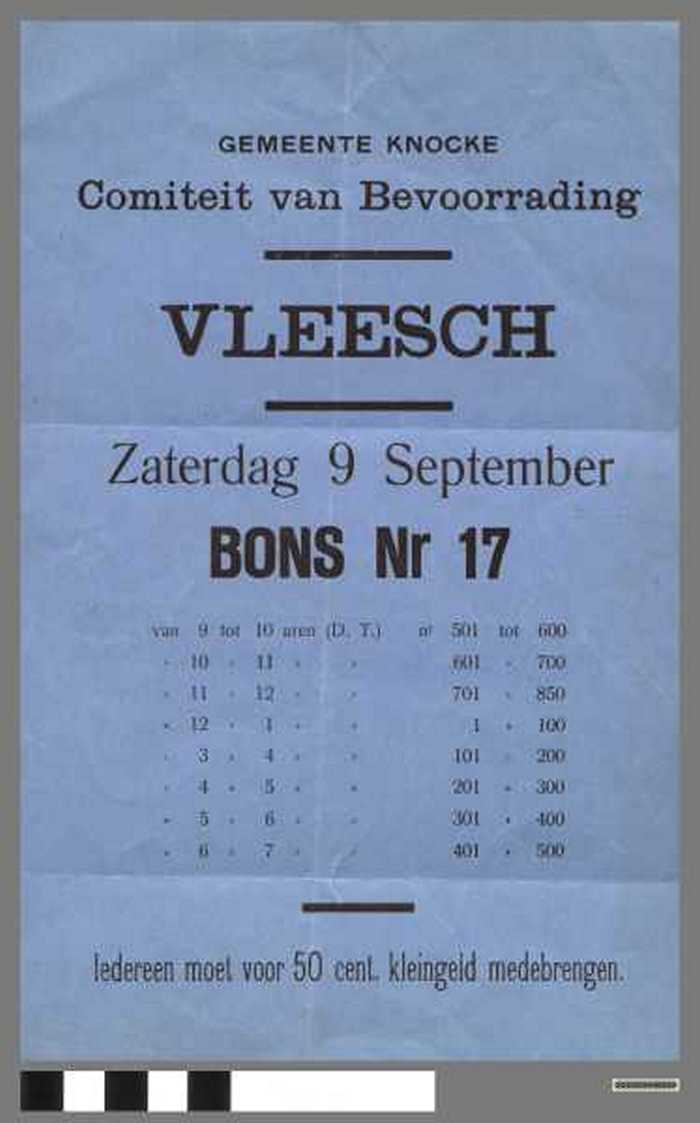 GEMEENTE KNOCKE
Comiteit van Bevoorrading
VLEESCH
Zaterdag 9 September
BONS Nr 17
van 9 tot 10 uren (D. T.) nr 501 tot 600
» 10 » 11 » » 601 » 700
» 11 » 12 » » 701 » 850
» 12 » 1 » » 1 » 100
» 3 » 4 » » 101 » 200
» 4 » 5 » » 201 » 300
» 5 » 6 » » 301 » 400
» 6 » 7 » » 401 » 500
Iedereen moet voor 50 cent. kleingeld medebrengen.